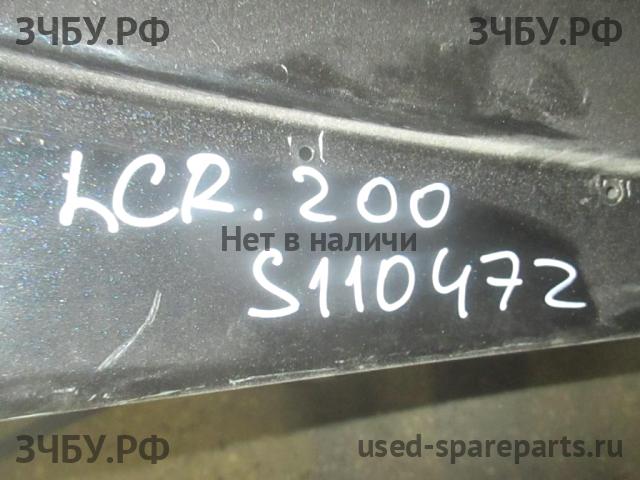 ЗЧБУ.РФ ЗЧБУ.РФ
LCR. 200
Нет в наличи
S110472
ЗЧБУ.РФ used-spareparts.ru